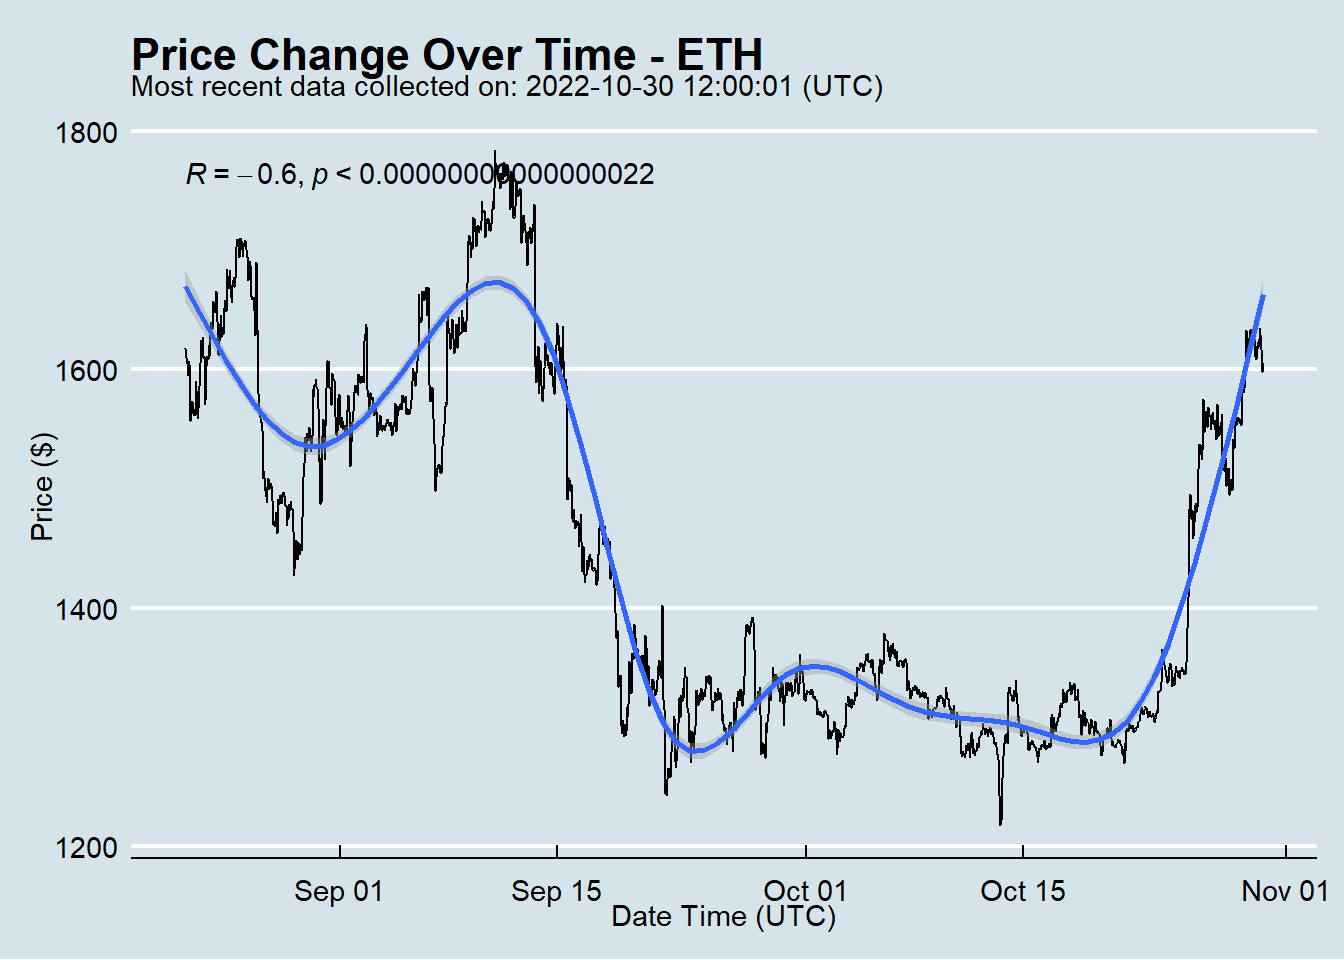 Price Change Over Time - ETH
Most recent data collected on: 2022-10-30 12:00:01 (UTC)
1800
R = −0.6, p < 0.00000000000000022
1600
Price ($)
1400
1200
Sep 01 Sep 15 Oct 01 Oct 15 Nov 01
Date Time (UTC)